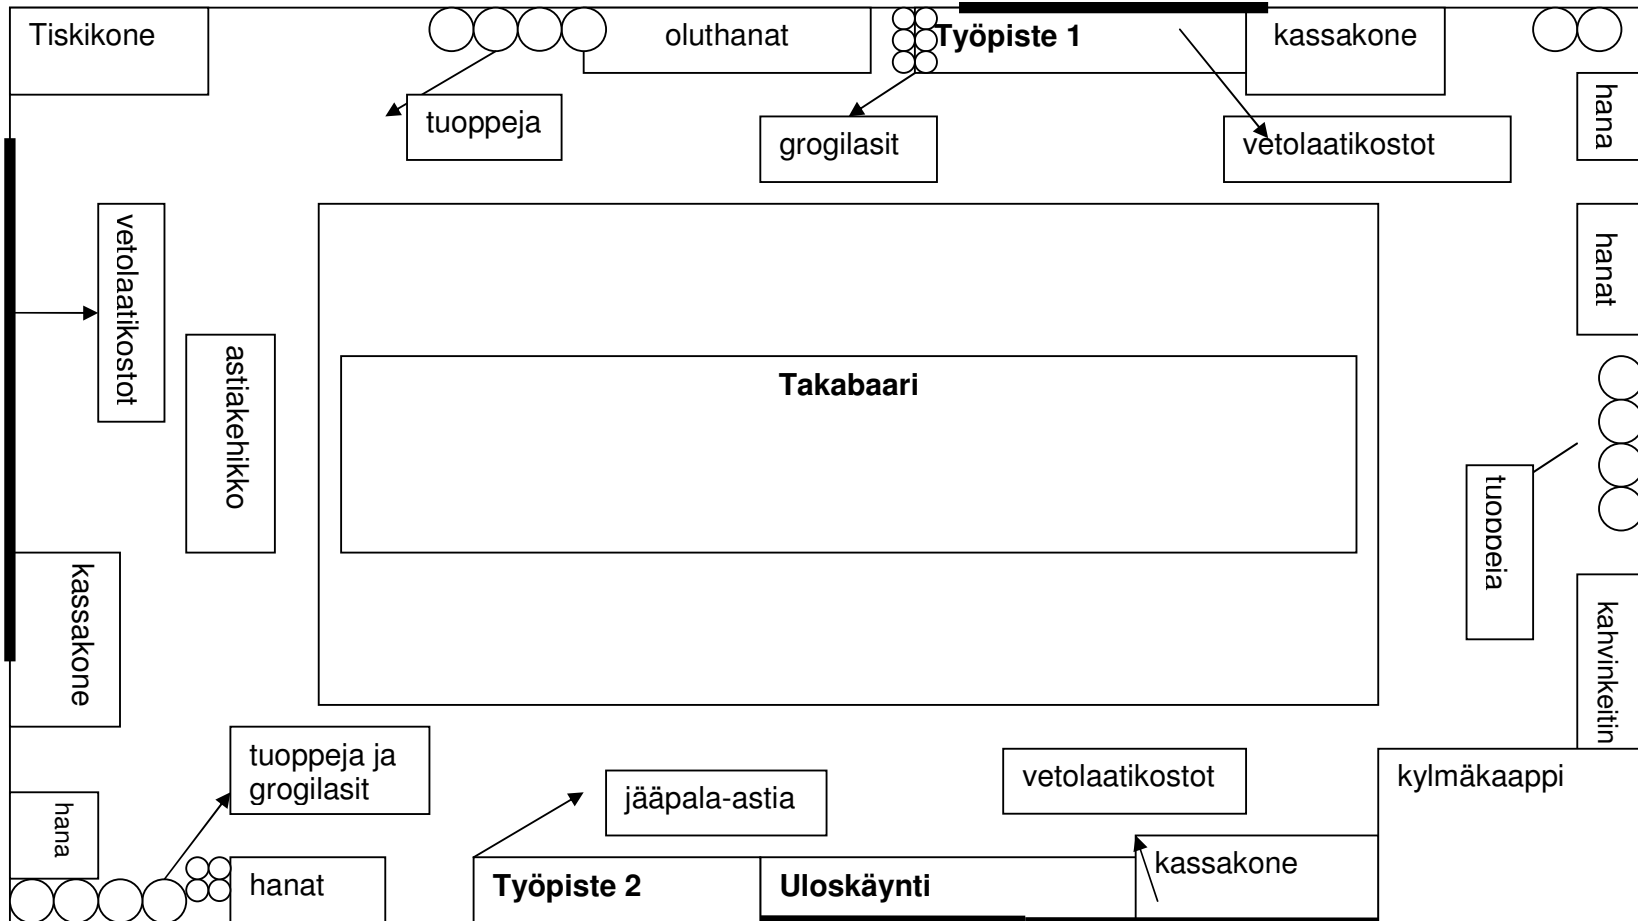 Tiskikone
oluthanat
Työpiste 1
kassakone
tuoppeja
grogilasit
vetolaatikostot
hana
vetolaatikostot
hanat
astiakehikko
Takabaari
tuoppeja
kassakone
kahvinkeitin
tuoppeja ja
grogilasit
jääpala-astia
vetolaatikostot
kylmäkaappi
hana
hanat
Työpiste 2
Uloskäynti
kassakone